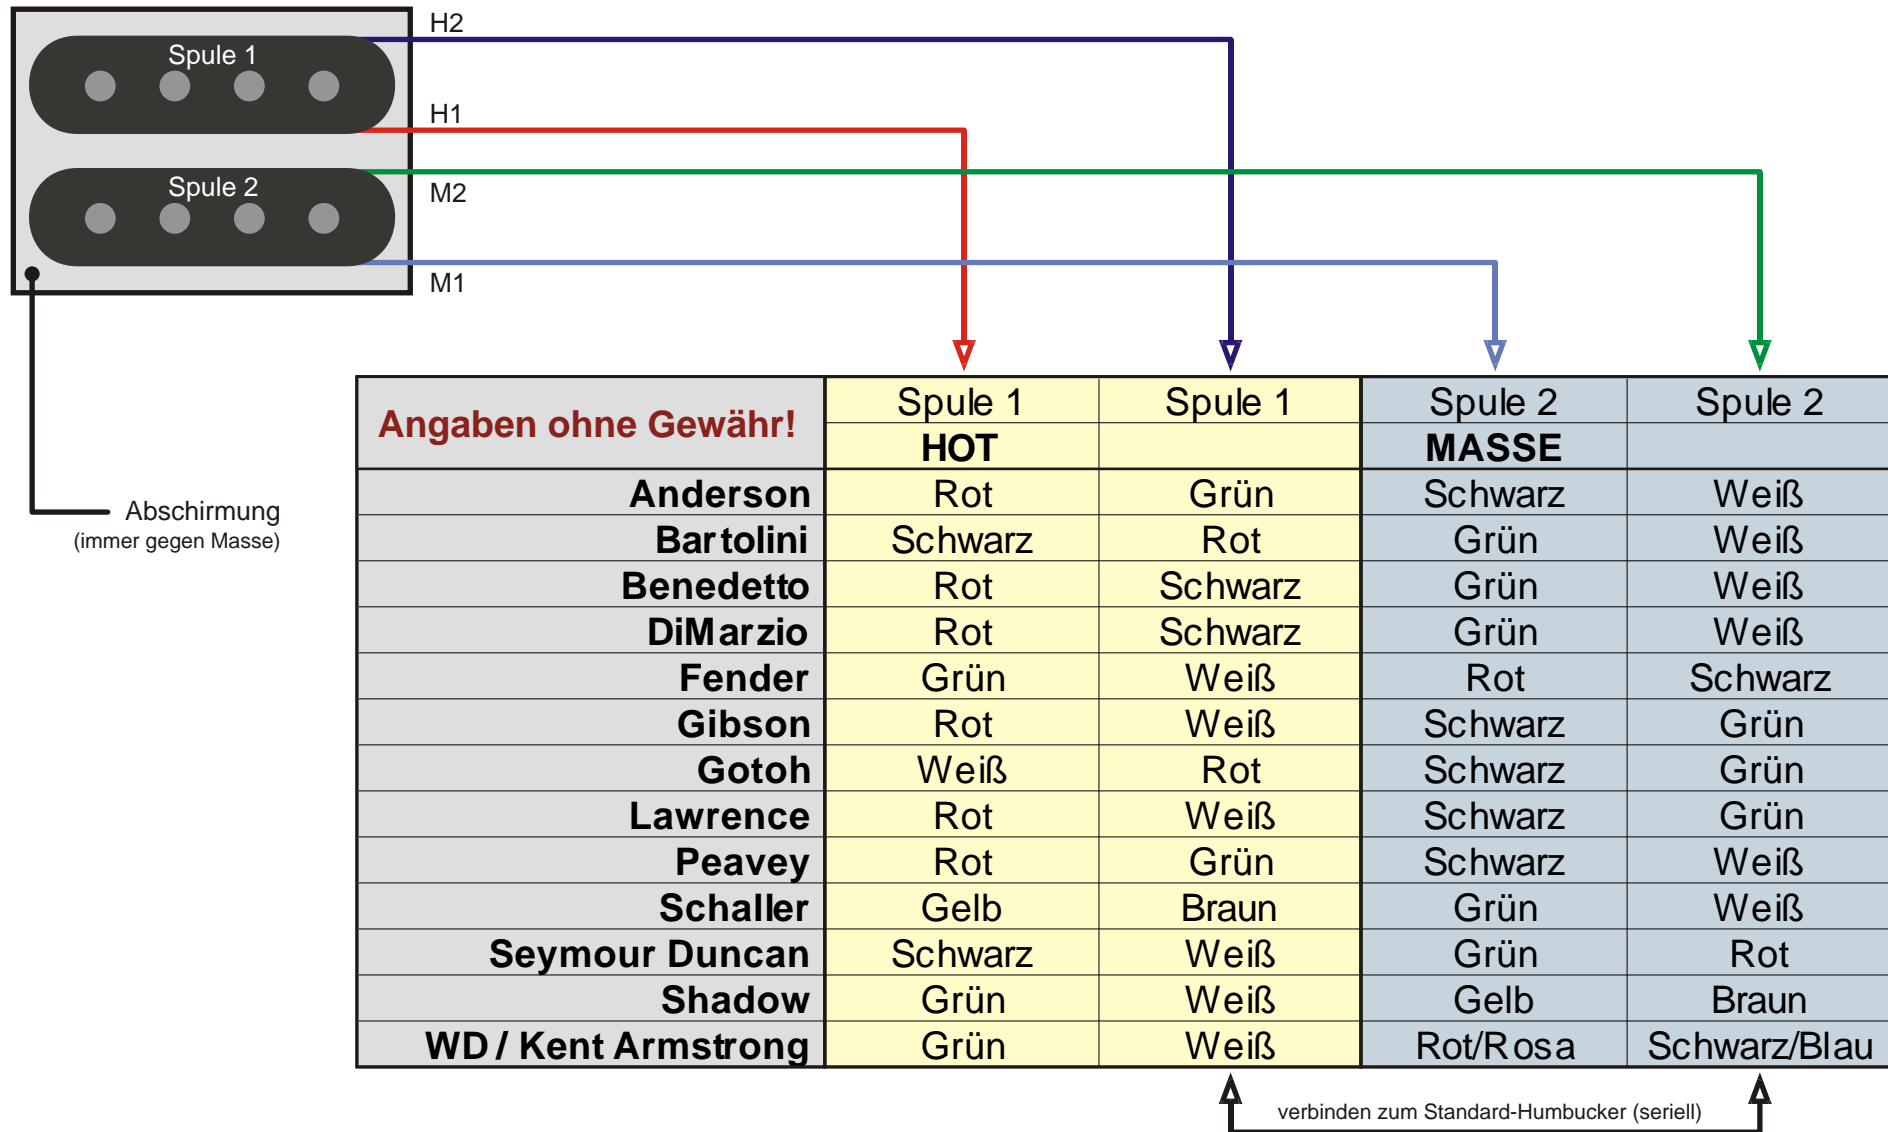 H2
Spule 1
H1
Spule 2
M2
M1
Abschirmung
(immer gegen Masse)
Angaben ohne Gewähr!
Spule 1 Spule 1 Spule 2 Spule 2
HOT MASSE
Anderson Rot Grün Schwarz Weiß
Bartolini Schwarz Rot Grün Weiß
Benedetto Rot Schwarz Grün Weiß
DiMarzio Rot Schwarz Grün Weiß
Fender Grün Weiß Rot Schwarz
Gibson Rot Weiß Schwarz Grün
Gotoh Weiß Rot Schwarz Grün
Lawrence Rot Weiß Schwarz Grün
Peavey Rot Grün Schwarz Weiß
Schaller Gelb Braun Grün Weiß
Seymour Duncan Schwarz Weiß Grün Rot
Shadow Grün Weiß Gelb Braun
WD / Kent Armstrong Grün Weiß Rot/Rosa Schwarz/Blau
verbinden zum Standard-Humbucker (seriell)